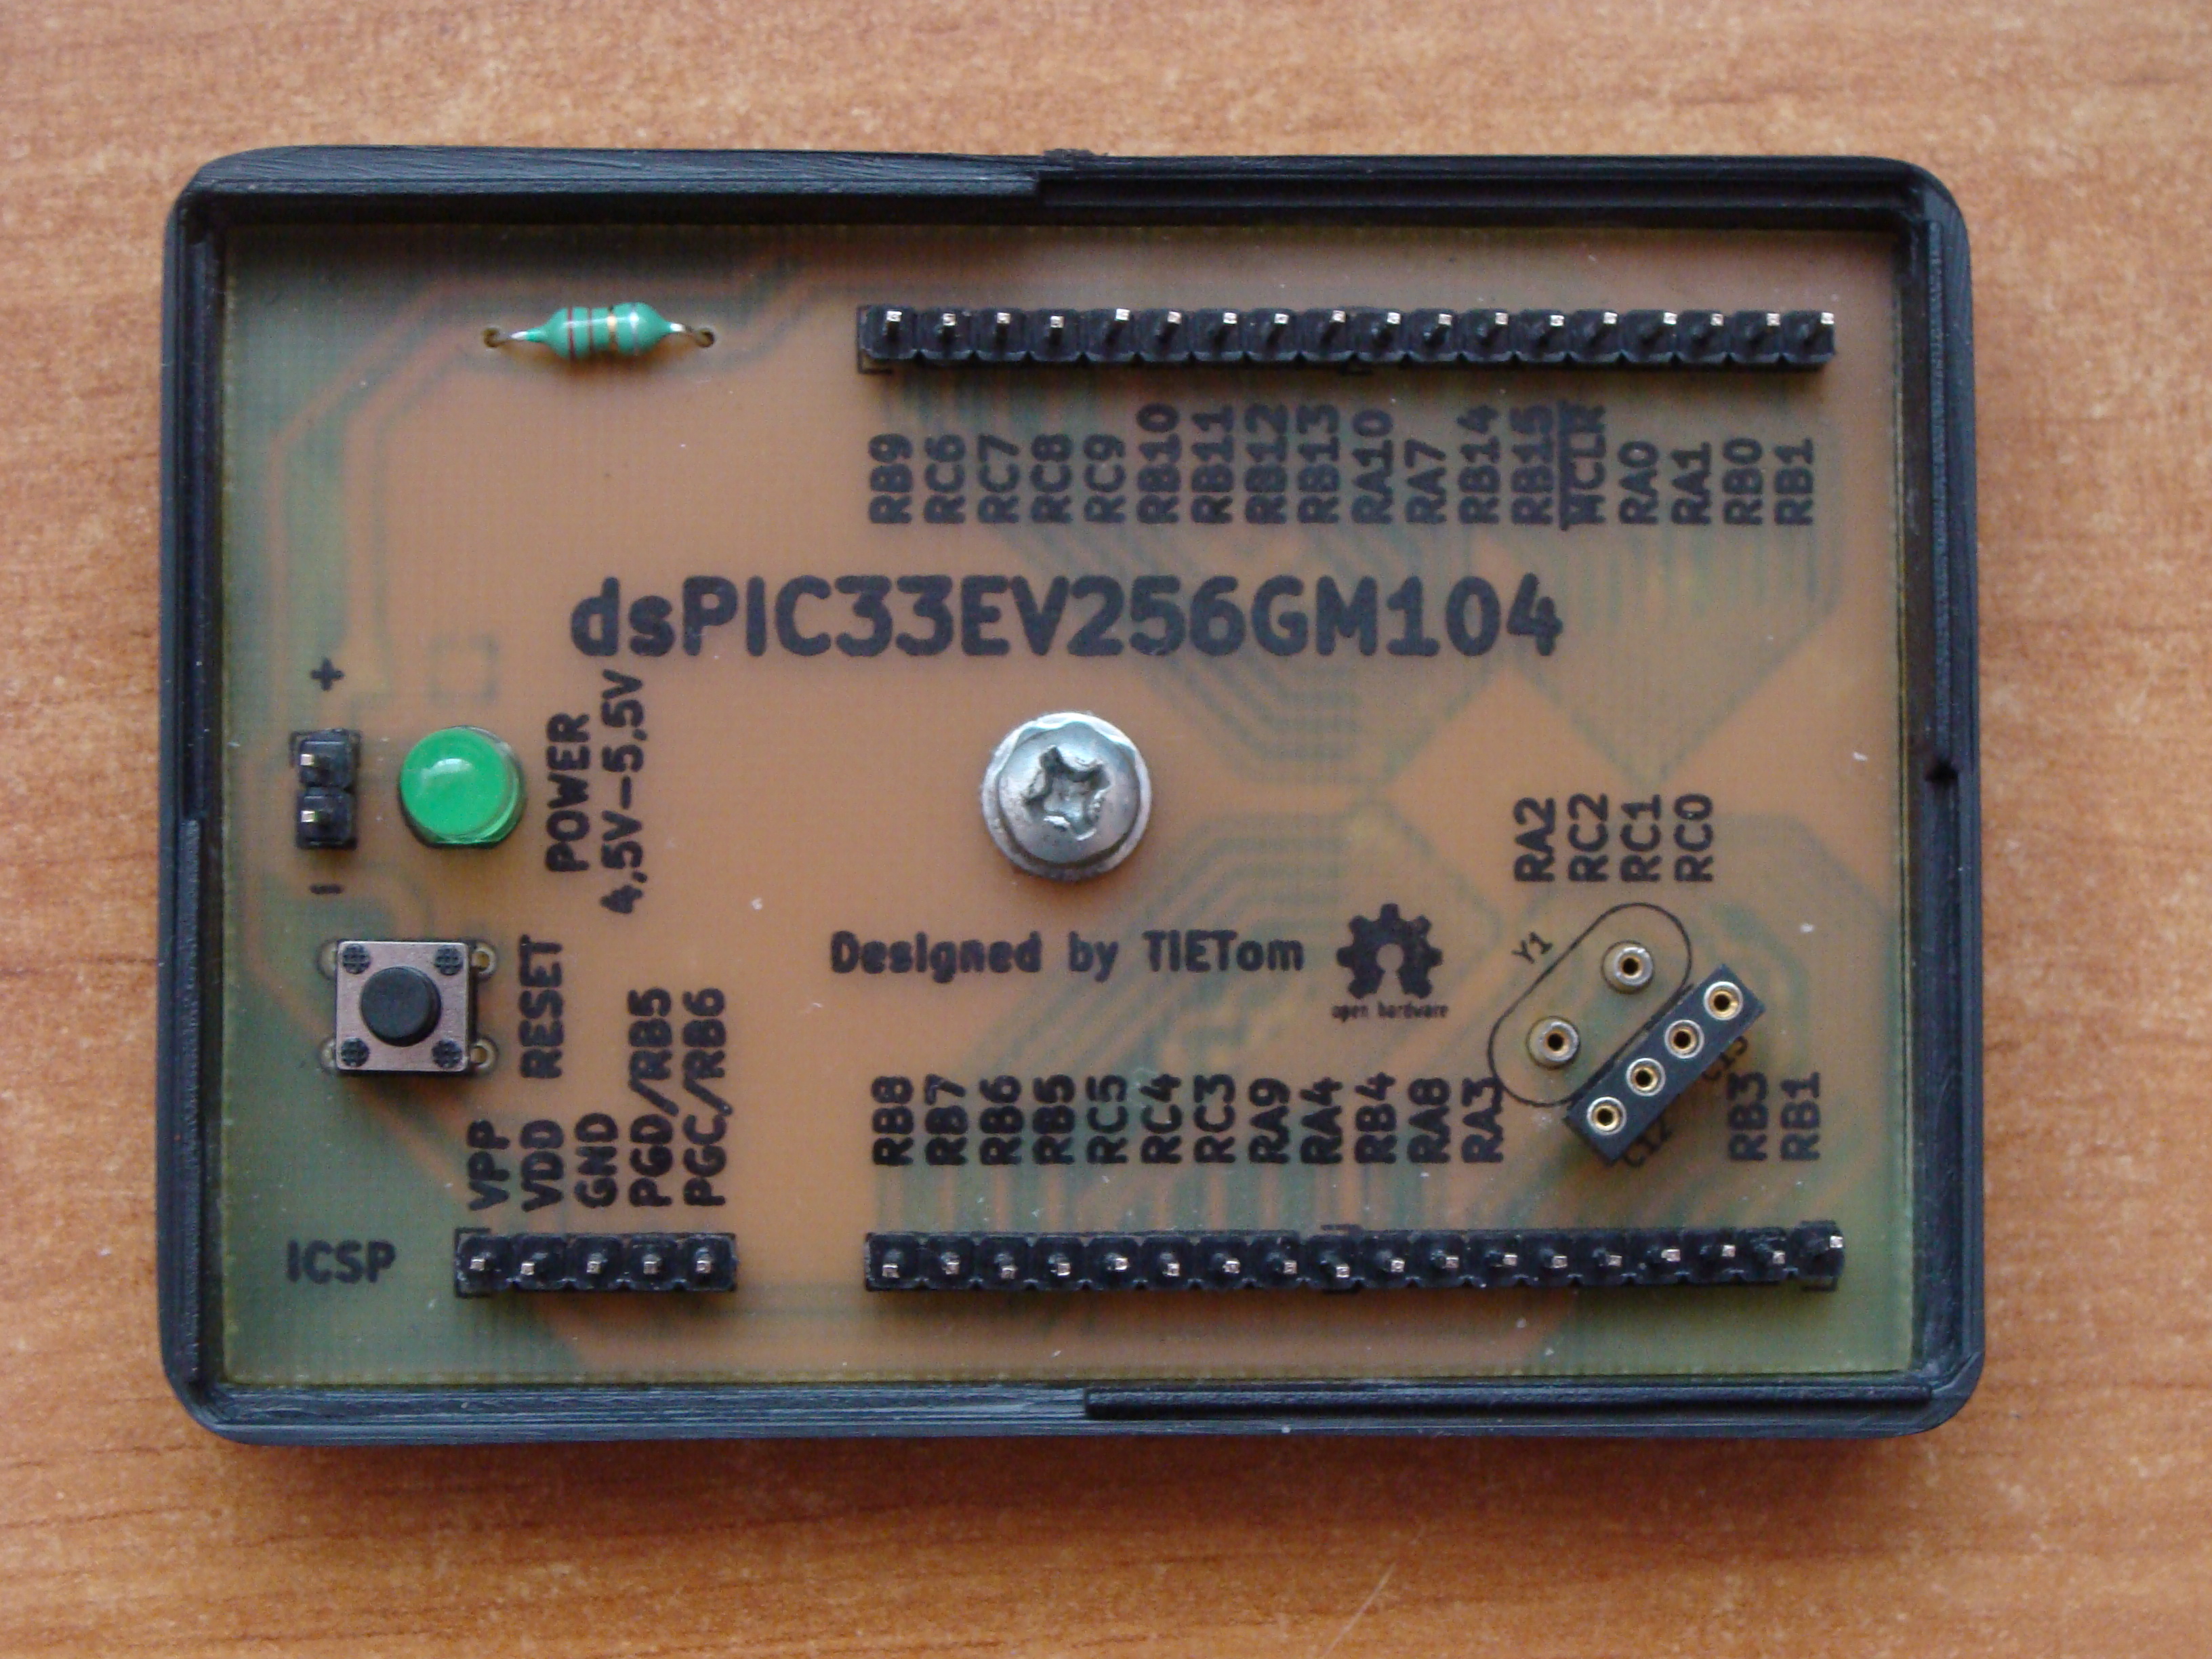 RB9
RC6
RC7
RC8
RC9
RB10
RB11
RB12
RB13
RA10
RA7
RB14
RB15
MCLR
RA0
RA1
RB0
RB1
dsPIC33EV256GM104
+
POWER
4,5V-5,5V
−
RA2
RC2
RC1
RC0
Designed by TIETom
open hardware
Y1
RESET
C13
C12
RB8
RB7
RB6
RB5
RC5
RC4
RC3
RA9
RA4
RB4
RA8
RA3
RB3
RB1
VPP
VDD
GND
PGD/RB5
PGC/RB6
ICSP